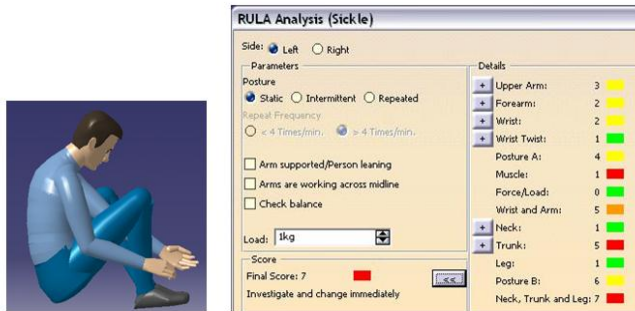 RULA Analysis (Sickle)
Side: Left Right
Parameters
Posture
Static Intermittent Repeated
Repeat Frequency
< 4 Times/min. > 4 Times/min.
Arm supported/Person leaning
Arms are working across midline
Check balance
Load: 1kg
Score
Final Score: 7 <<
Investigate and change immediately
Details
+ Upper Arm: 3
+ Forearm: 2
+ Wrist: 2
+ Wrist Twist: 1
Posture A: 4
Muscle: 1
Force/Load: 0
Wrist and Arm: 5
+ Neck: 1
+ Trunk: 5
Leg: 1
Posture B: 6
Neck, Trunk and Leg: 7